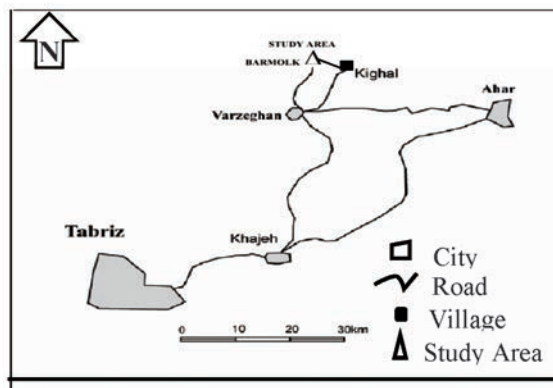 N
STUDY AREA
BARMOLK
Kighal
Ahar
Varzeghan
Tabriz
Khajeh
City
Road
Village
Study Area
0 10 20 30km